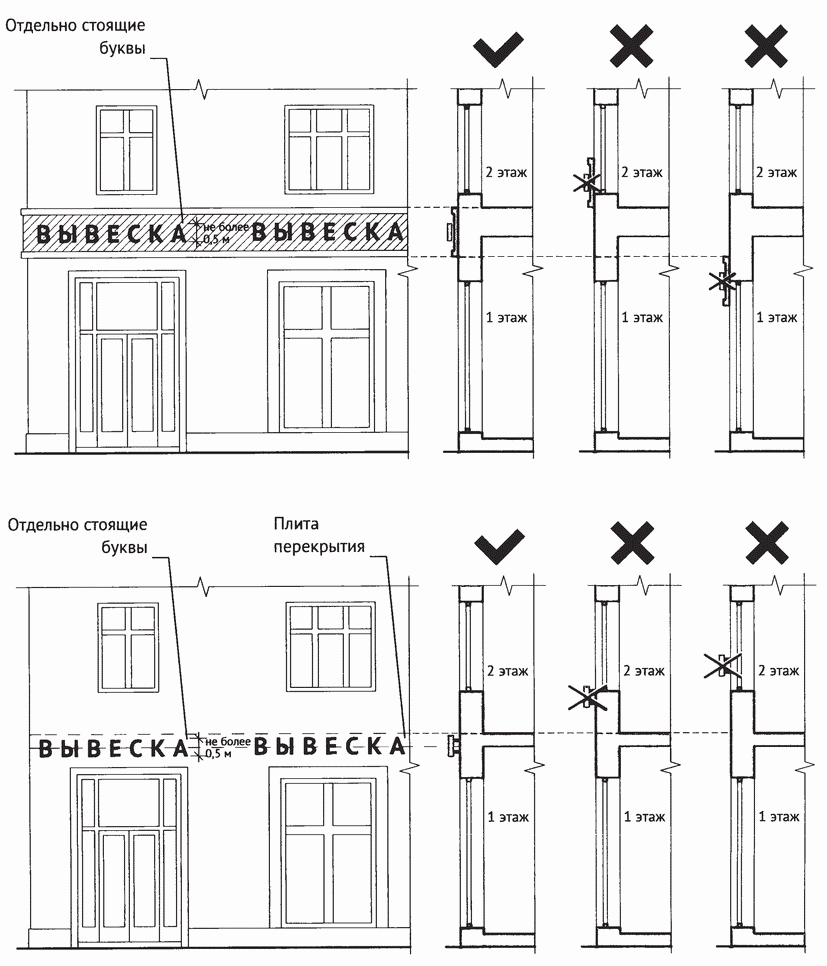 Отдельно стоящие
буквы
2 этаж
2 этаж
2 этаж
ВЫВЕСКА
не более
0,5 м
ВЫВЕСКА
1 этаж
1 этаж
1 этаж
Отдельно стоящие
буквы
Плита
перекрытия
2 этаж
2 этаж
2 этаж
ВЫВЕСКА
не более
0,5 м
ВЫВЕСКА
1 этаж
1 этаж
1 этаж